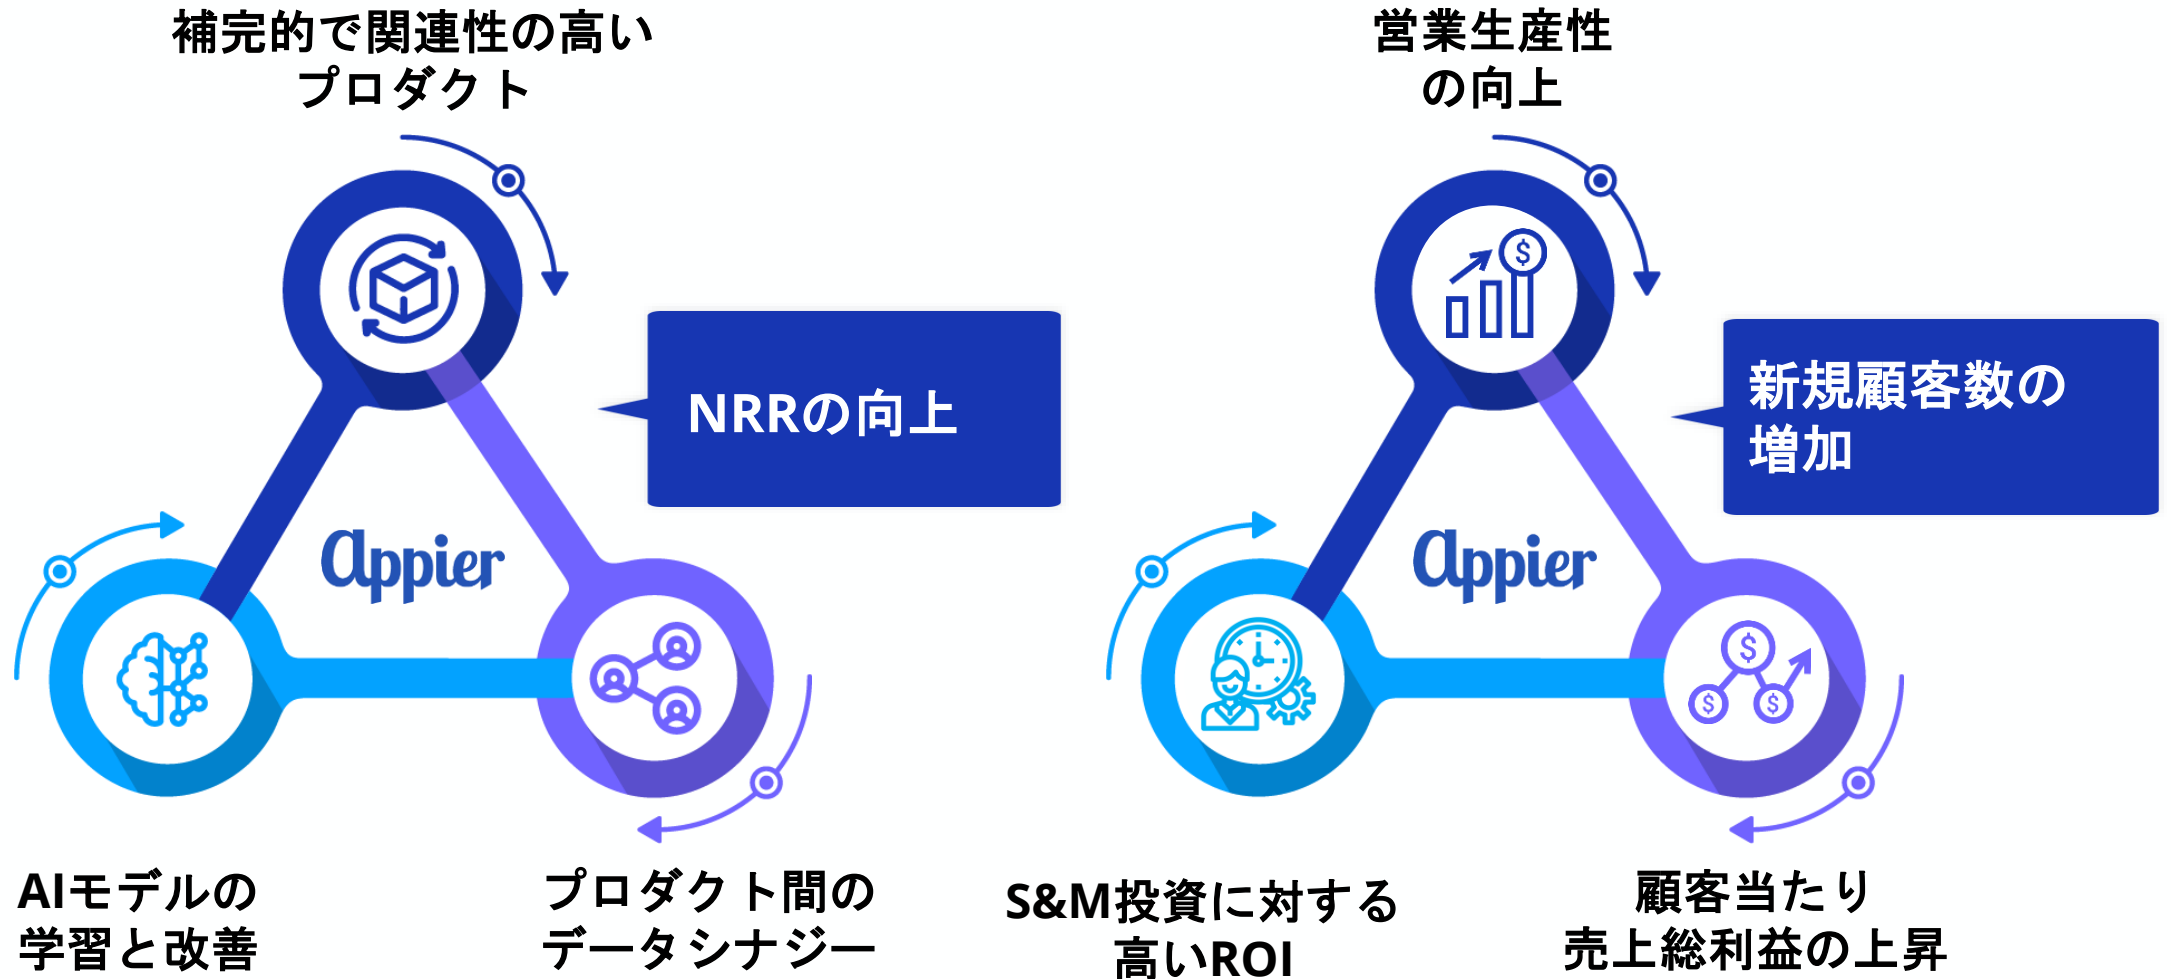 補完的で関連性の高い
プロダクト
NRRの向上
appier
AIモデルの
学習と改善
プロダクト間の
データシナジー
営業生産性
の向上
新規顧客数の
増加
appier
S&M投資に対する
高いROI
顧客当たり
売上総利益の上昇